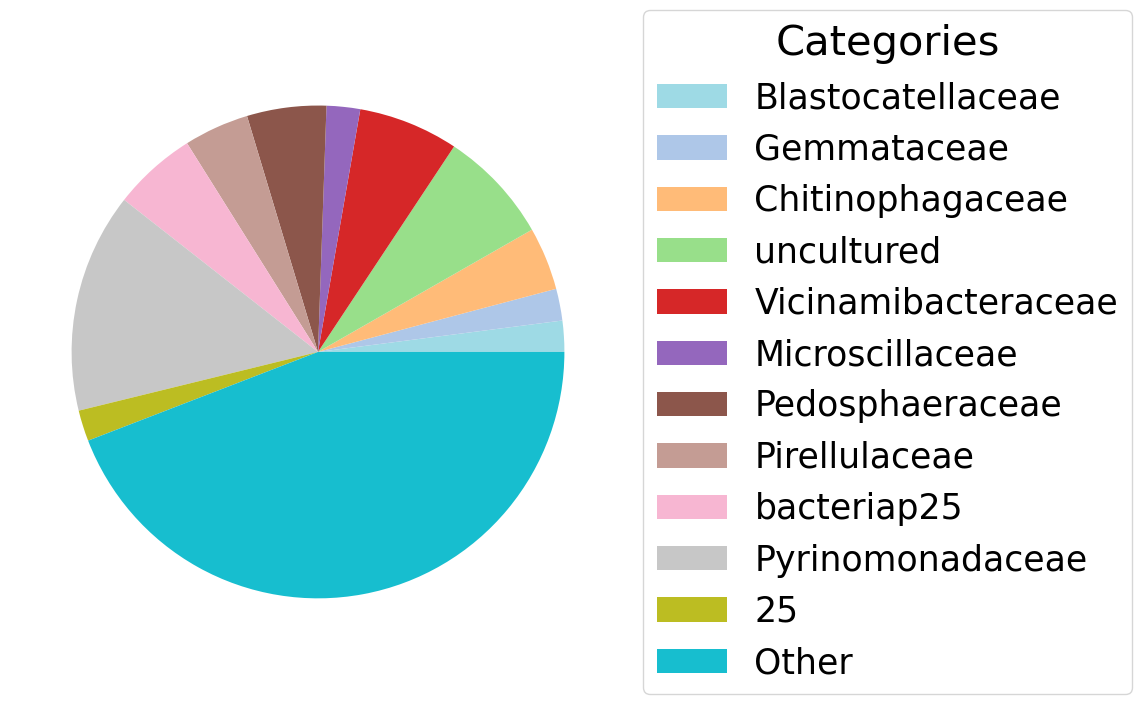 Categories
Blastocatellaceae
Gemmataceae
Chitinophagaceae
uncultured
Vicinamibacteraceae
Microscillaceae
Pedosphaeraceae
Pirellulaceae
bacteriap25
Pyrinomonadaceae
25
Other